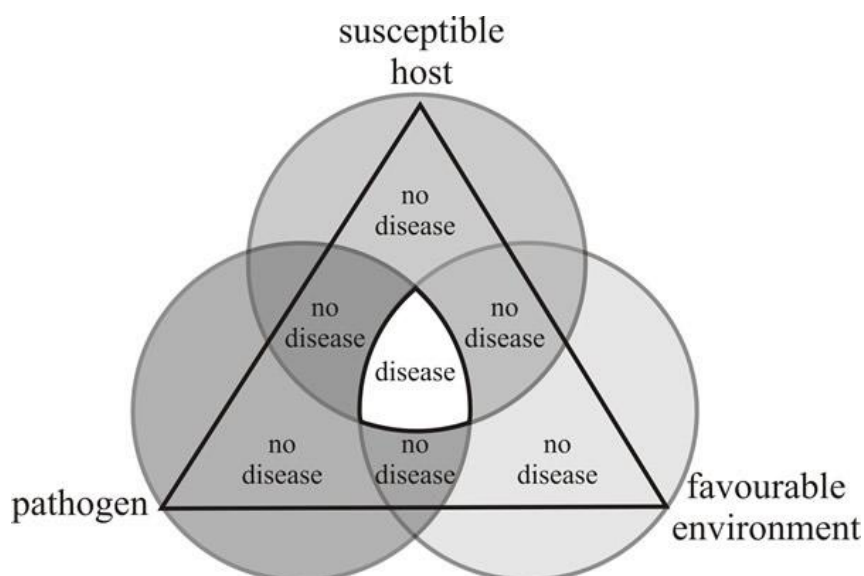 susceptible
host
no
disease
no
disease
no
disease
disease
no
disease
no
disease
no
disease
pathogen
favourable
environment